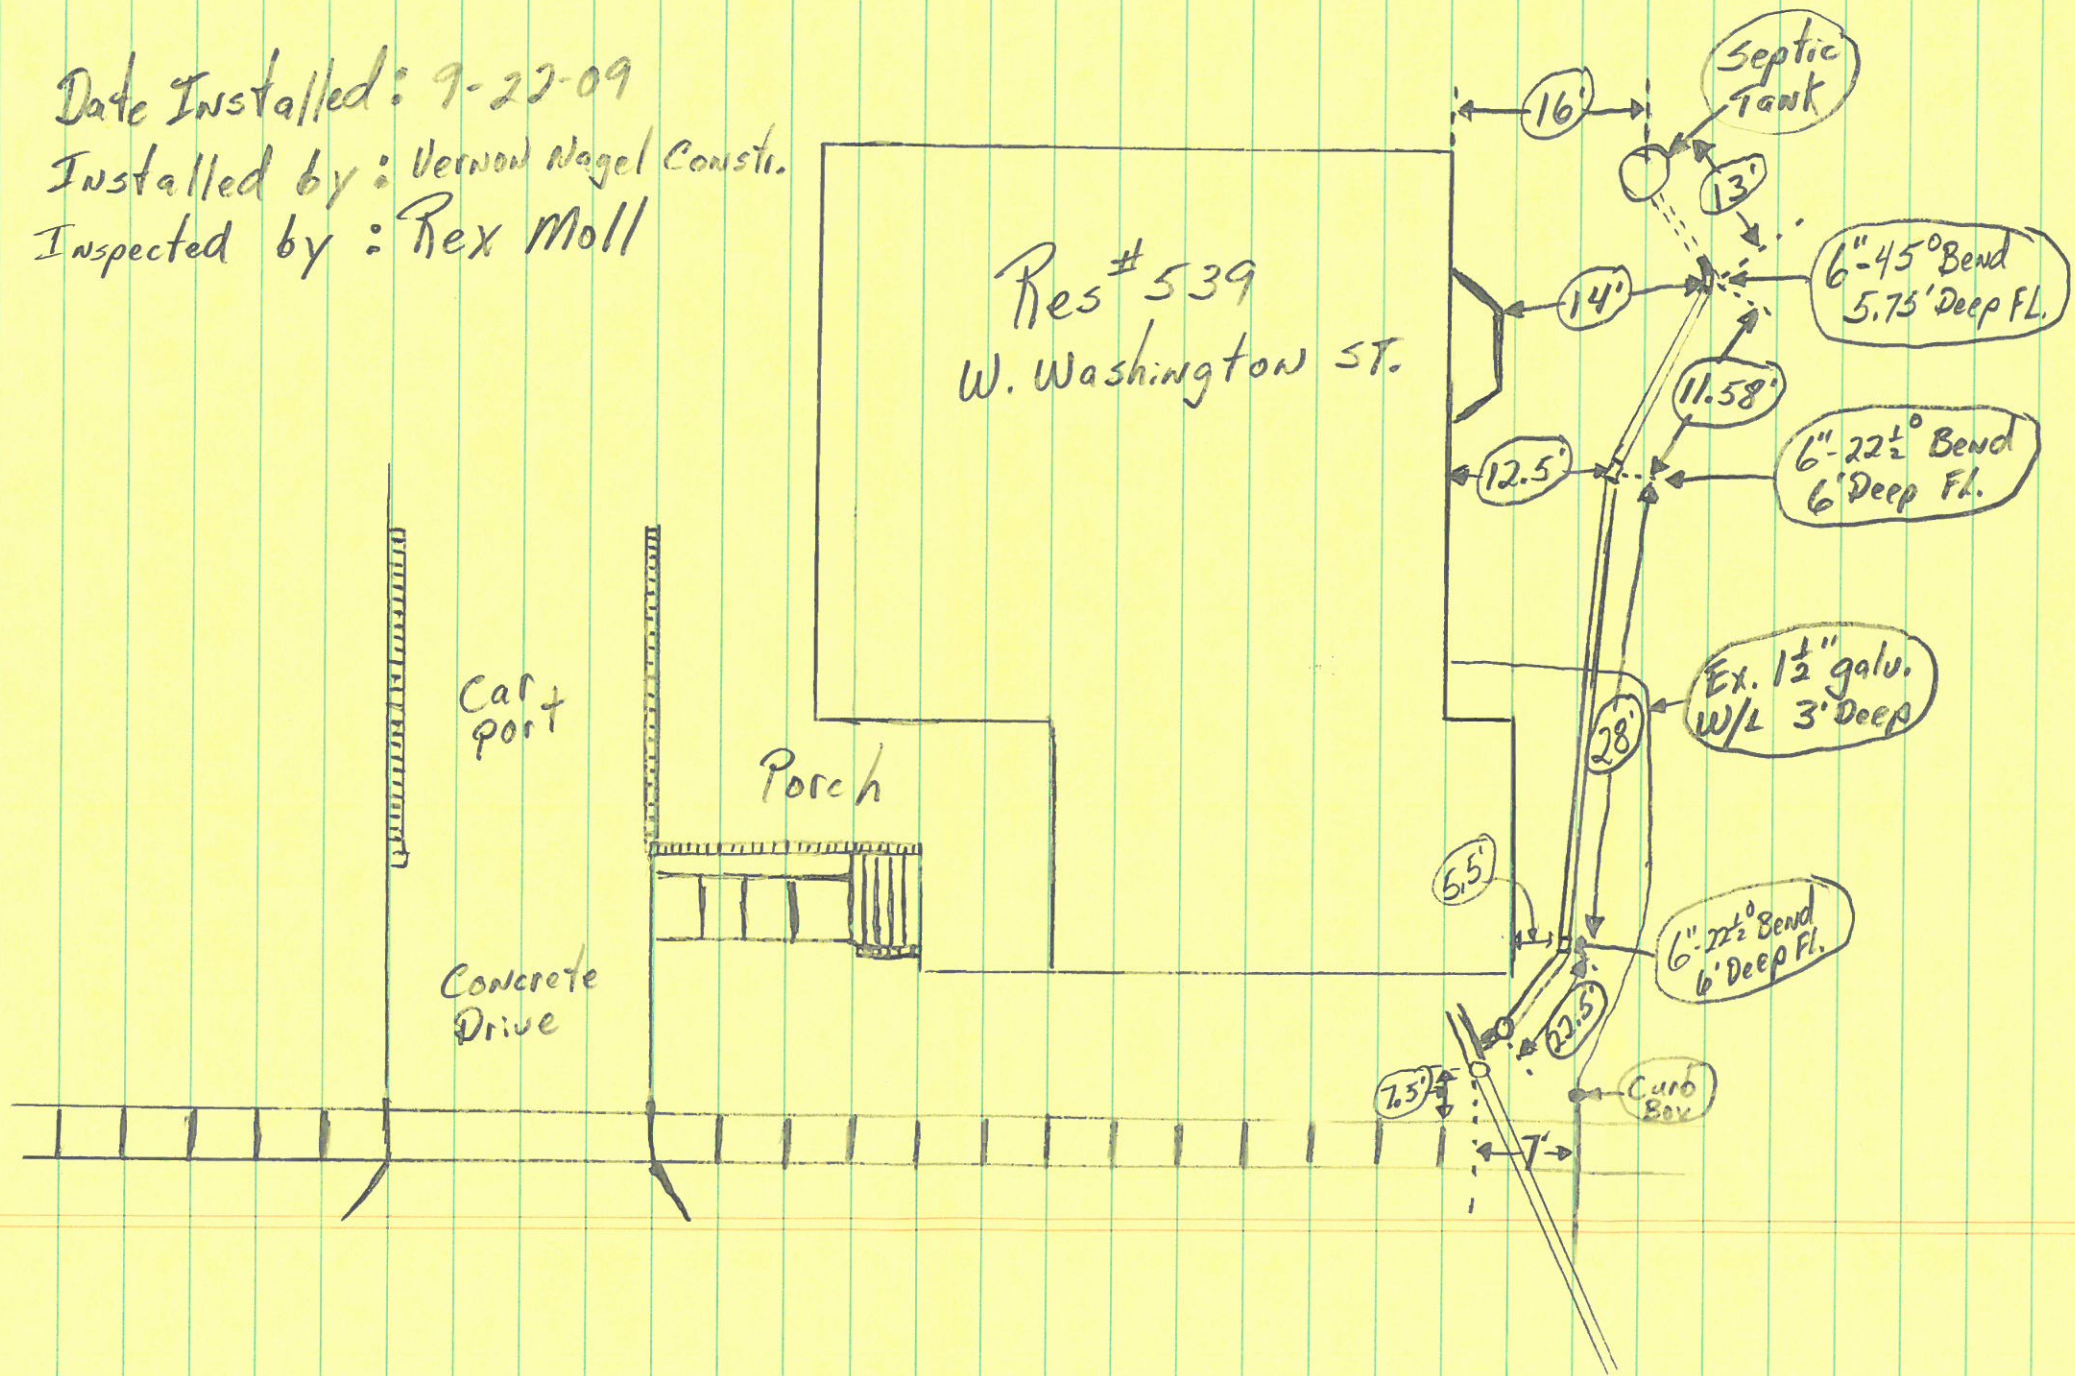 Date Installed: 9-22-09
Installed by: Vernon Nagel Constr.
Inspected by: Rex Moll
Septic
Tank
16'
13'
6"-45° Bend
5.75' Deep FL.
Res #539
W. Washington ST.
14'
11.58'
6"-22½° Bend
6' Deep FL.
12.5'
Ex. 1½" galv.
W/L 3' Deep
Car
port
28'
Porch
5.5'
6"-22½° Bend
6' Deep FL.
Concrete
Drive
22.5'
7.5'
Curb
Box
7'